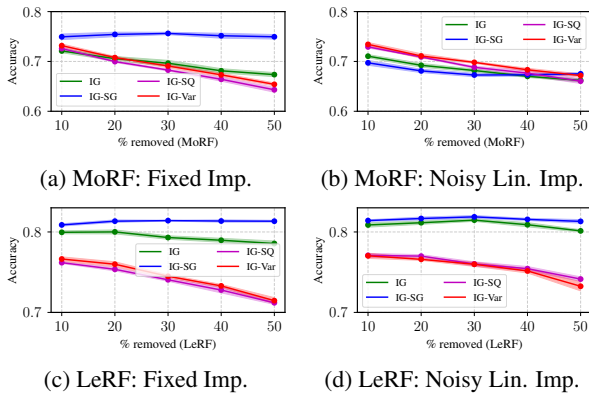 0.8
0.7
0.6
Accuracy
IG
IG-SG
IG-SQ
IG-Var
10 20 30 40 50
% removed (MoRF)
(a) MoRF: Fixed Imp.
0.8
0.7
0.6
Accuracy
IG
IG-SG
IG-SQ
IG-Var
10 20 30 40 50
% removed (MoRF)
(b) MoRF: Noisy Lin. Imp.
0.8
0.7
Accuracy
IG
IG-SG
IG-SQ
IG-Var
10 20 30 40 50
% removed (LeRF)
(c) LeRF: Fixed Imp.
0.8
0.7
Accuracy
IG
IG-SG
IG-SQ
IG-Var
10 20 30 40 50
% removed (LeRF)
(d) LeRF: Noisy Lin. Imp.